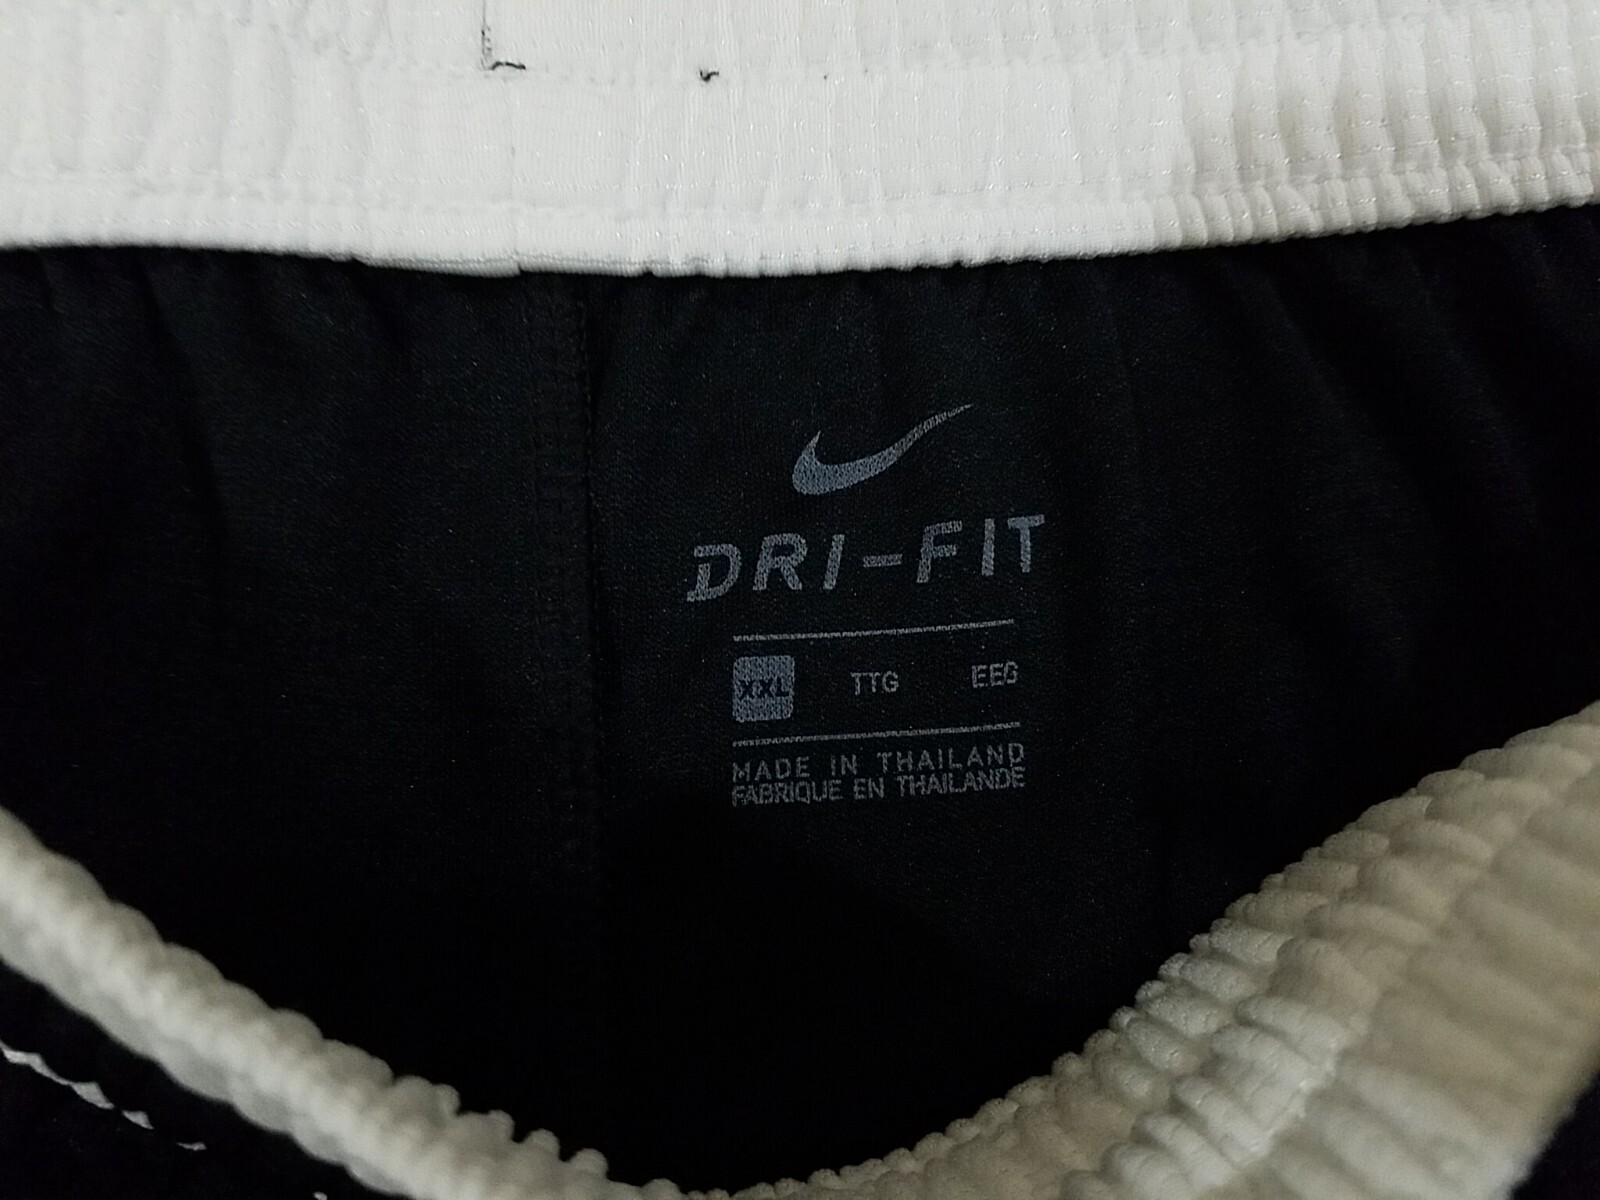 DRI-FIT
XXL TTG EEG
MADE IN THAILAND
FABRIQUE EN THAILANDE